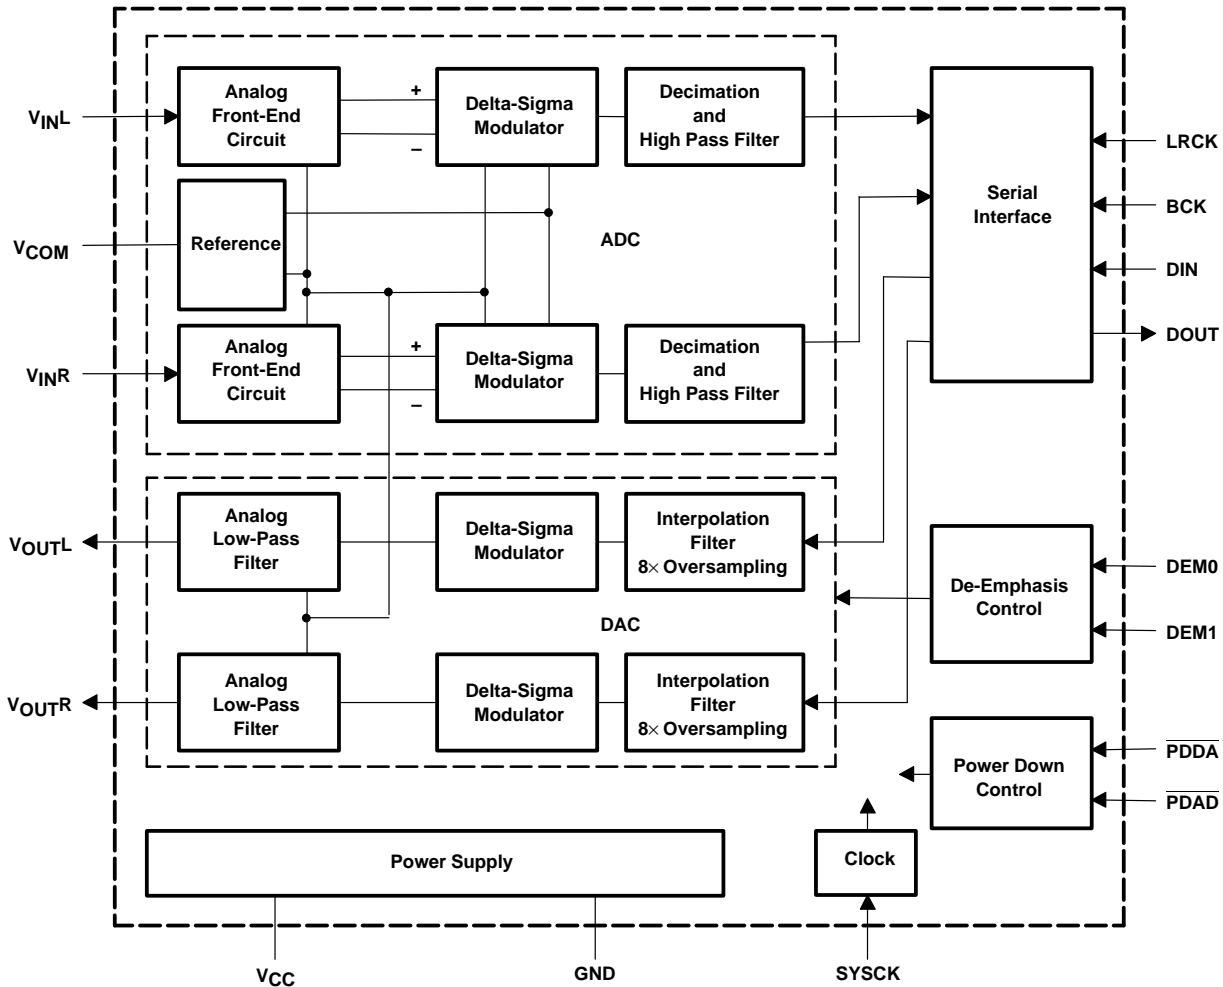 Analog
Front-End
Circuit
+
–
Delta-Sigma
Modulator
Decimation
and
High Pass Filter
VINL
Serial
Interface
LRCK
BCK
DIN
DOUT
VCOM
Reference
ADC
Analog
Front-End
Circuit
+
–
Delta-Sigma
Modulator
Decimation
and
High Pass Filter
VINR
Analog
Low-Pass
Filter
Delta-Sigma
Modulator
Interpolation
Filter
8× Oversampling
VOUTL
DAC
De-Emphasis
Control
DEM0
DEM1
Analog
Low-Pass
Filter
Delta-Sigma
Modulator
Interpolation
Filter
8× Oversampling
VOUTR
Power Down
Control
PDDA
PDAD
Power Supply
Clock
VCC
GND
SYSCK